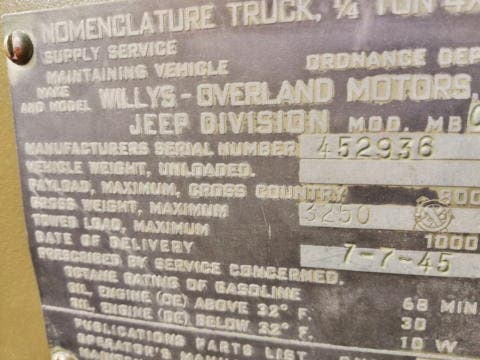 NOMENCLATURE TRUCK, 1/4 TON 4X
SUPPLY SERVICE
MAINTAINING VEHICLE ORDNANCE DEP
MAKE AND MODEL WILLYS-OVERLAND MOTORS,
JEEP DIVISION MOD. MB
MANUFACTURERS SERIAL NUMBER 452936
VEHICLE WEIGHT, UNLOADED.
PAYLOAD, MAXIMUM, CROSS COUNTRY 800
GROSS WEIGHT, MAXIMUM 3250
TOWED LOAD, MAXIMUM 1000
DATE OF DELIVERY 7-7-45
PRESCRIBED BY SERVICE CONCERNED.
OCTANE RATING OF GASOLINE 68 MIN
OIL, ENGINE (OE) ABOVE 32° F. 30
OIL, ENGINE (OE) BELOW 32° F. 10 W
PUBLICATIONS PARTS LIST
OPERATOR'S MANUAL